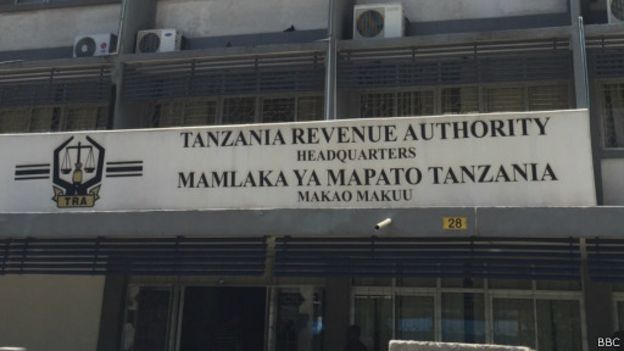 TANZANIA REVENUE AUTHORITY
HEADQUARTERS
MAMLAKA YA MAPATO TANZANIA
MAKAO MAKUU
TRA
28
BBC